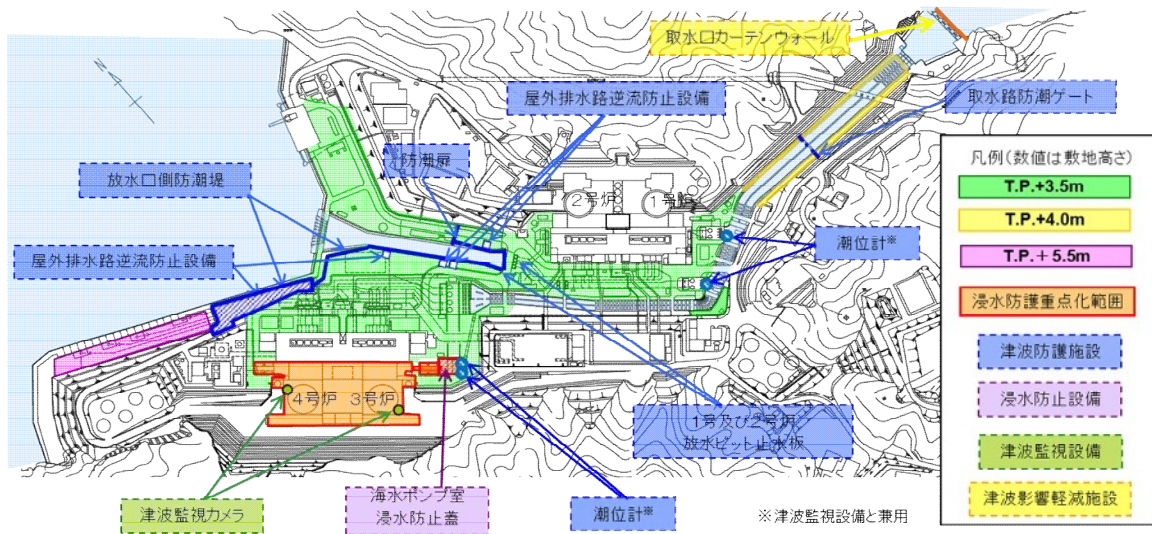 取水口カーテンウォール
屋外排水路逆流防止設備
取水路防潮ゲート
防潮扉
放水口側防潮堤
2号炉 1号炉
潮位計※
屋外排水路逆流防止設備
4号炉 3号炉
1号及び2号炉
放水ピット止水板
津波監視カメラ
海水ポンプ室
浸水防止蓋
潮位計※
※津波監視設備と兼用
凡例(数値は敷地高さ)
T.P.+3.5m
T.P.+4.0m
T.P.+5.5m
浸水防護重点化範囲
津波防護施設
浸水防止設備
津波監視設備
津波影響軽減施設
N